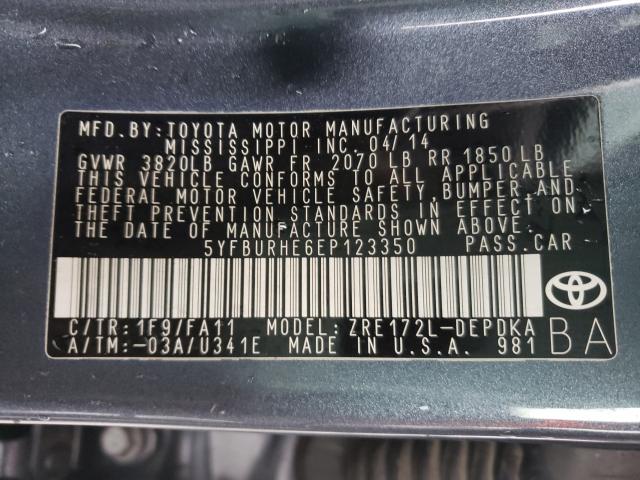 MFD. BY: TOYOTA MOTOR MANUFACTURING
MISSISSIPPI INC. 04/14
GVWR 3820LB GAWR FR 2070 LB RR 1850 LB
THIS VEHICLE CONFORMS TO ALL APPLICABLE
FEDERAL MOTOR VEHICLE SAFETY, BUMPER AND
THEFT PREVENTION STANDARDS IN EFFECT ON
THE DATE OF MANUFACTURE SHOWN ABOVE.
5YFBURHE6EP123350 PASS.CAR
C/TR: 1F9/FA11 MODEL: ZRE172L-DEPDKA
A/TM: -03A/U341E MADE IN U.S.A. 981
BA